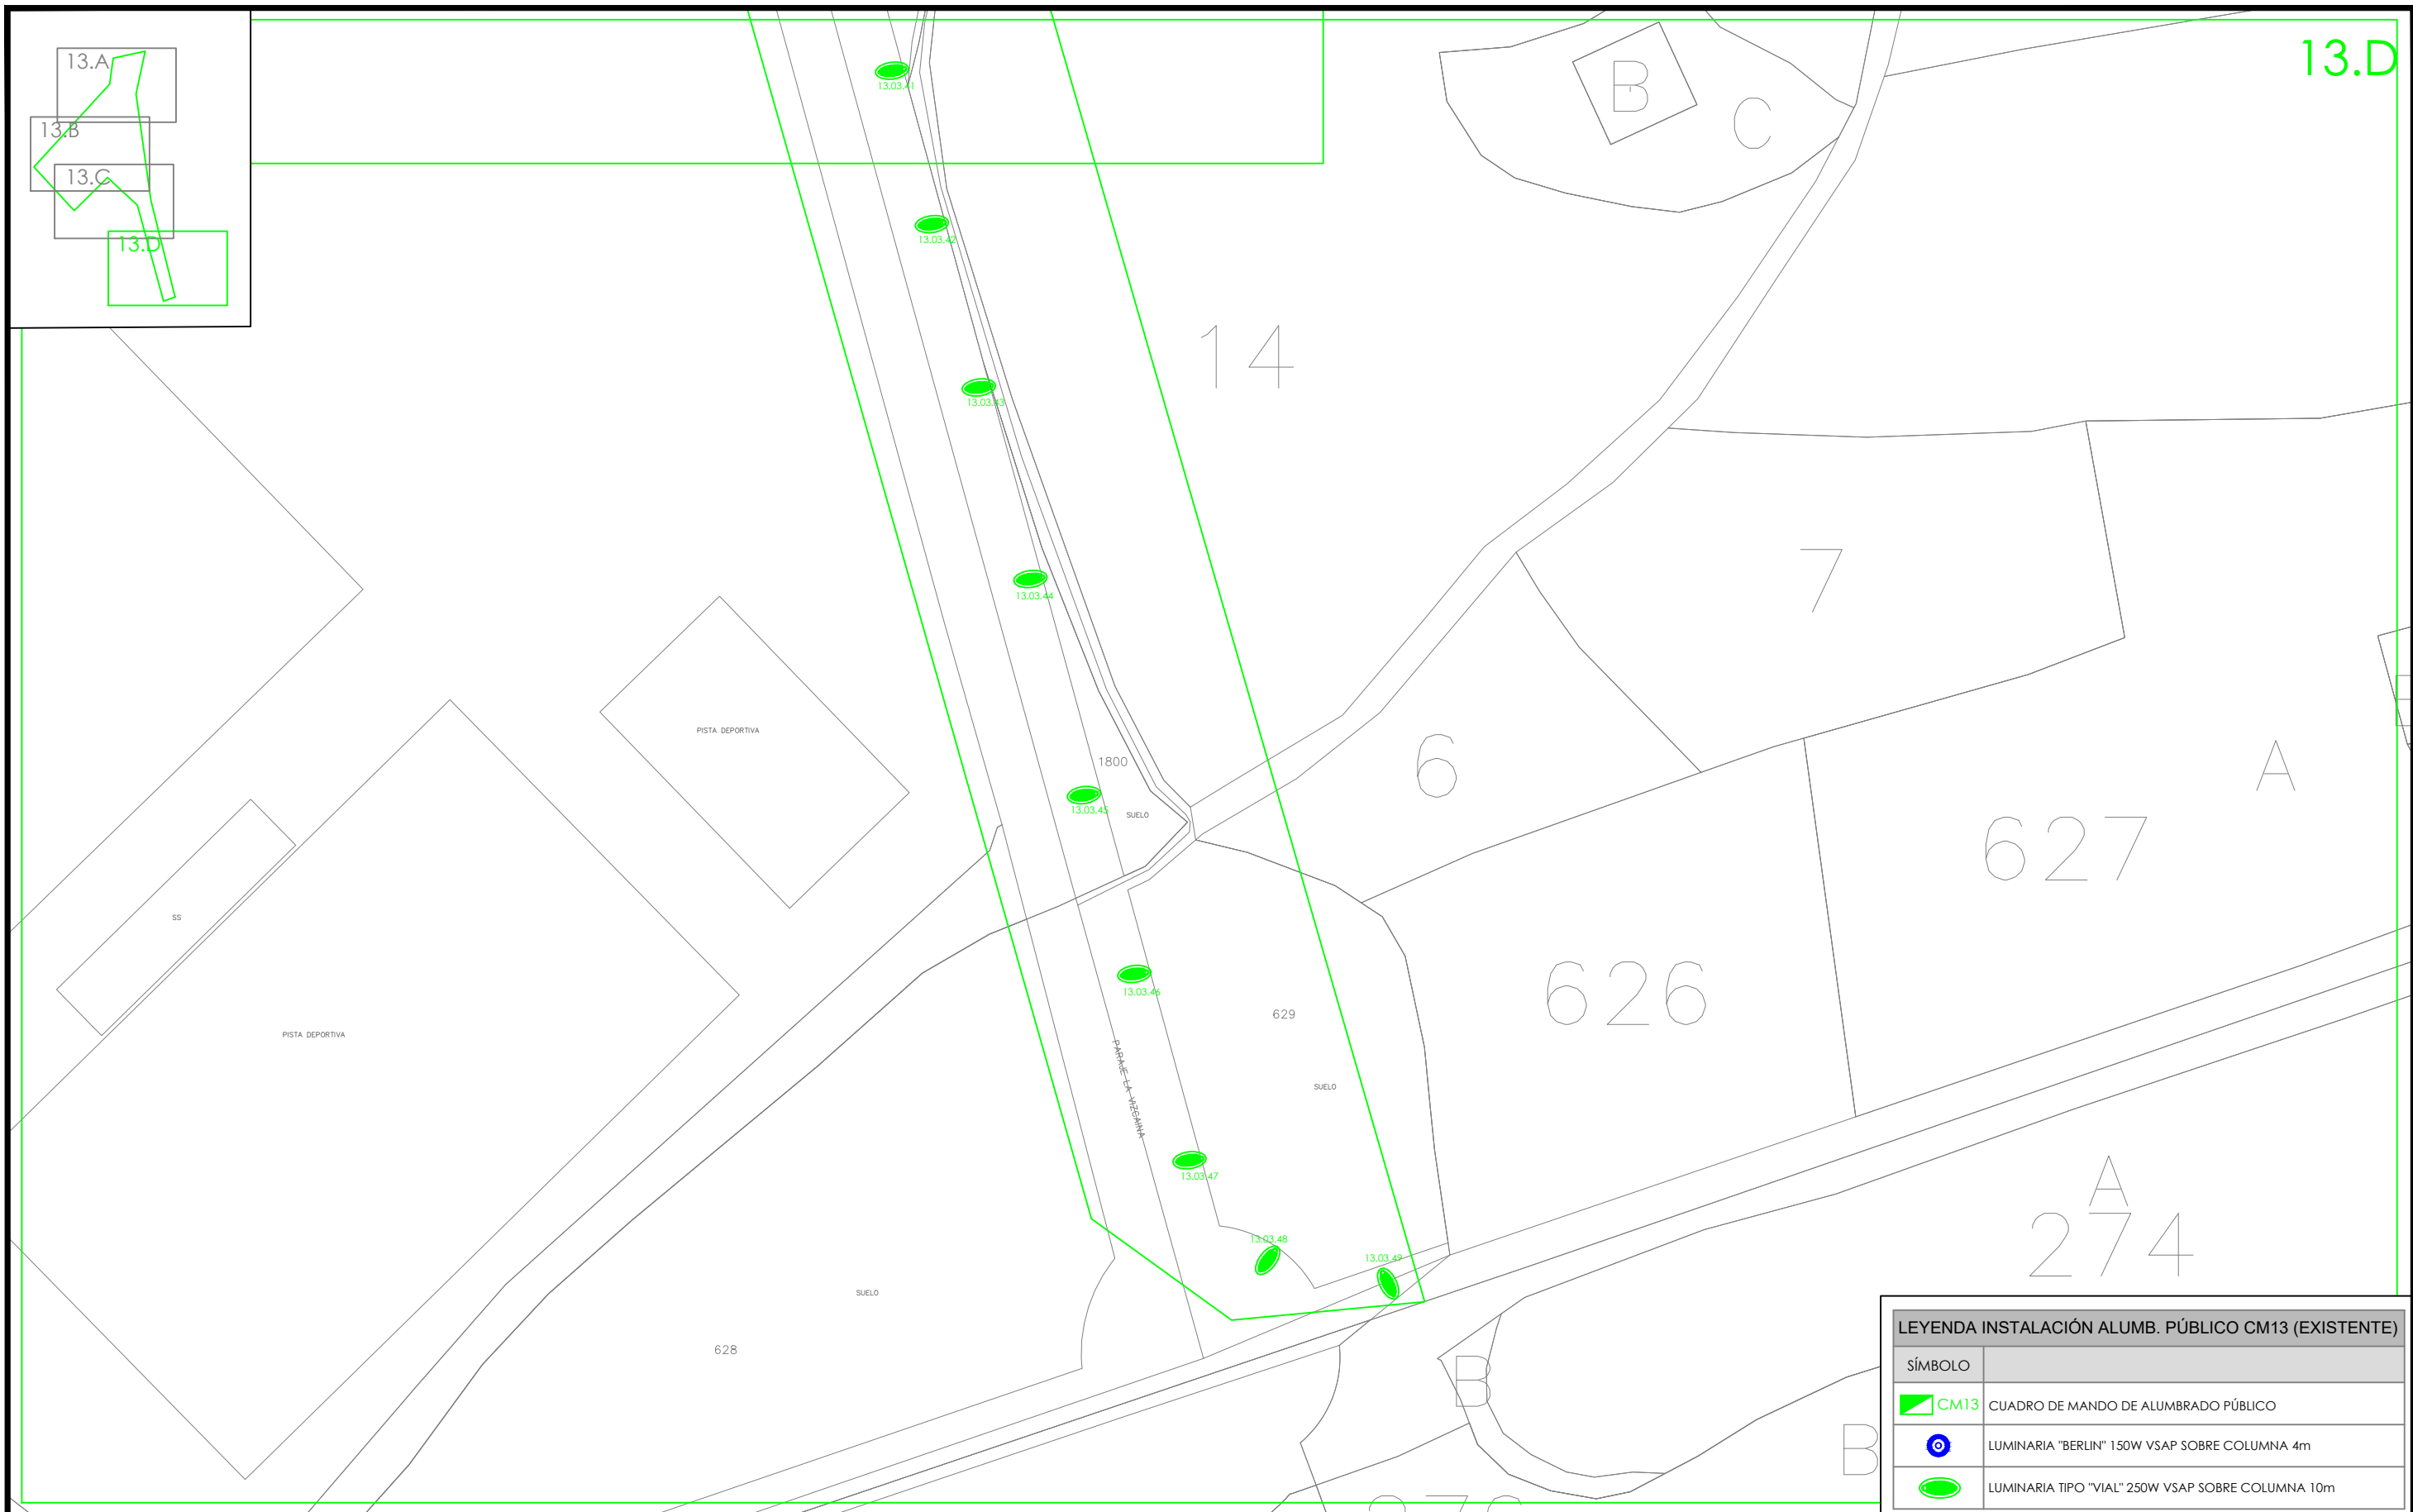 13.D
13.A
13.B
13.C
13.D
13.03.41
B
C
13.03.42
14
13.03.43
13.03.44
7
PISTA DEPORTIVA
1800
6
A
13.03.45
SUELO
627
SS
13.03.46
626
629
PISTA DEPORTIVA
SUELO
PARAJE LA VIZCAINA
13.03.47
A
274
13.03.48
13.03.49
SUELO
628
B
B
LEYENDA INSTALACIÓN ALUMB. PÚBLICO CM13 (EXISTENTE)
SÍMBOLO
CM13 CUADRO DE MANDO DE ALUMBRADO PÚBLICO
LUMINARIA "BERLIN" 150W VSAP SOBRE COLUMNA 4m
LUMINARIA TIPO "VIAL" 250W VSAP SOBRE COLUMNA 10m